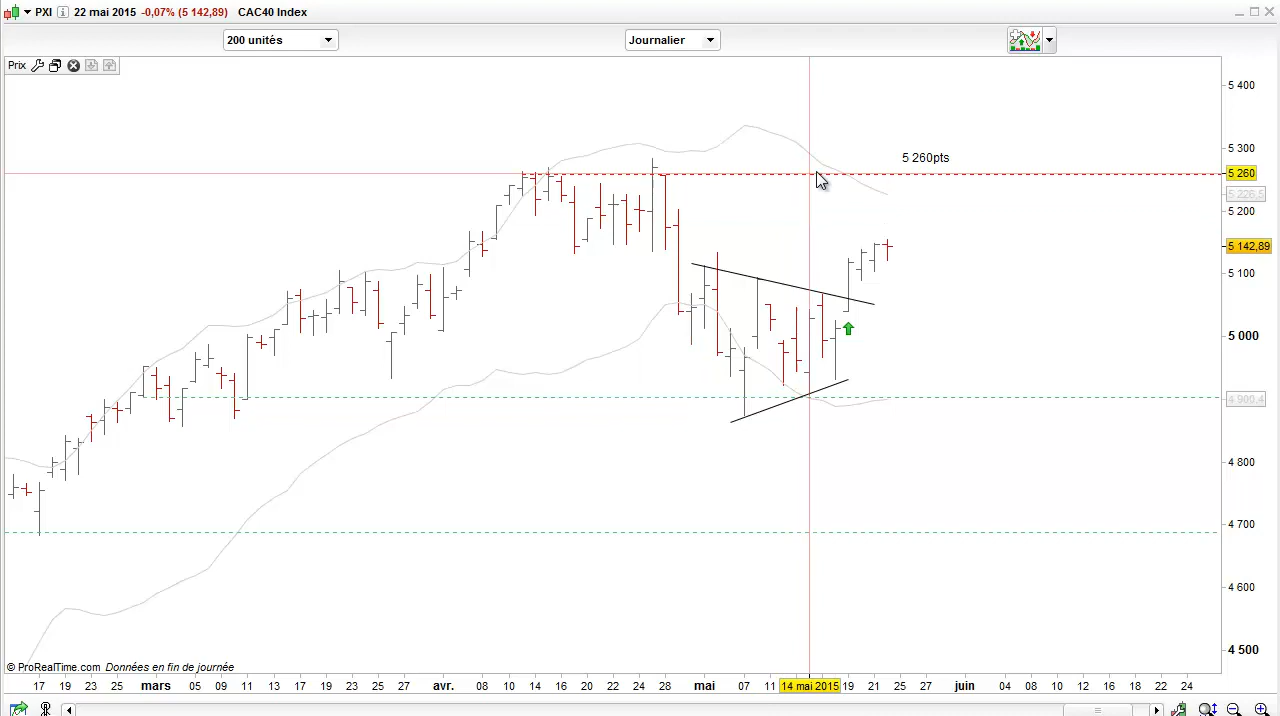 PXI 22 mai 2015 -0,07% (5 142,89) CAC40 Index
200 unités Journalier
Prix
5 400
5 260pts
5 300
5 260
5 226,5
5 200
5 142,89
5 100
5 000
4 800
4 700
4 600
4 500
© ProRealTime.com Données en fin de journée
17 19 23 25 mars 05 09 11 13 17 19 23 25 27 avr. 08 10 14 16 20 22 24 28 mai 07 11 14 mai 2015 19 21 25 27 juin 04 08 10 12 16 18 22 24